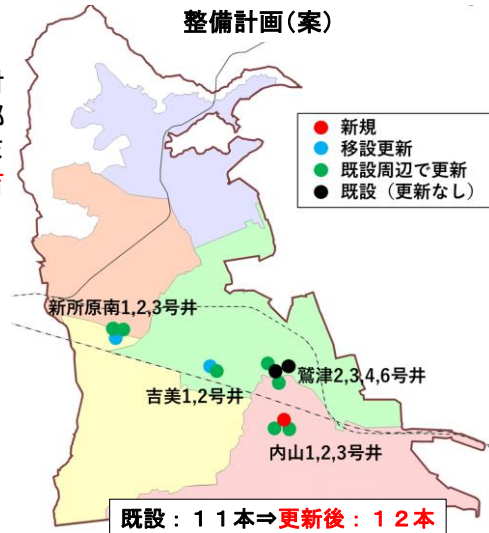 整備計画(案)
新規
移設更新
既設周辺で更新
既設（更新なし）
新所原南1,2,3号井
鷲津2,3,4,6号井
吉美1,2号井
内山1,2,3号井
既設：１１本⇒更新後：１２本